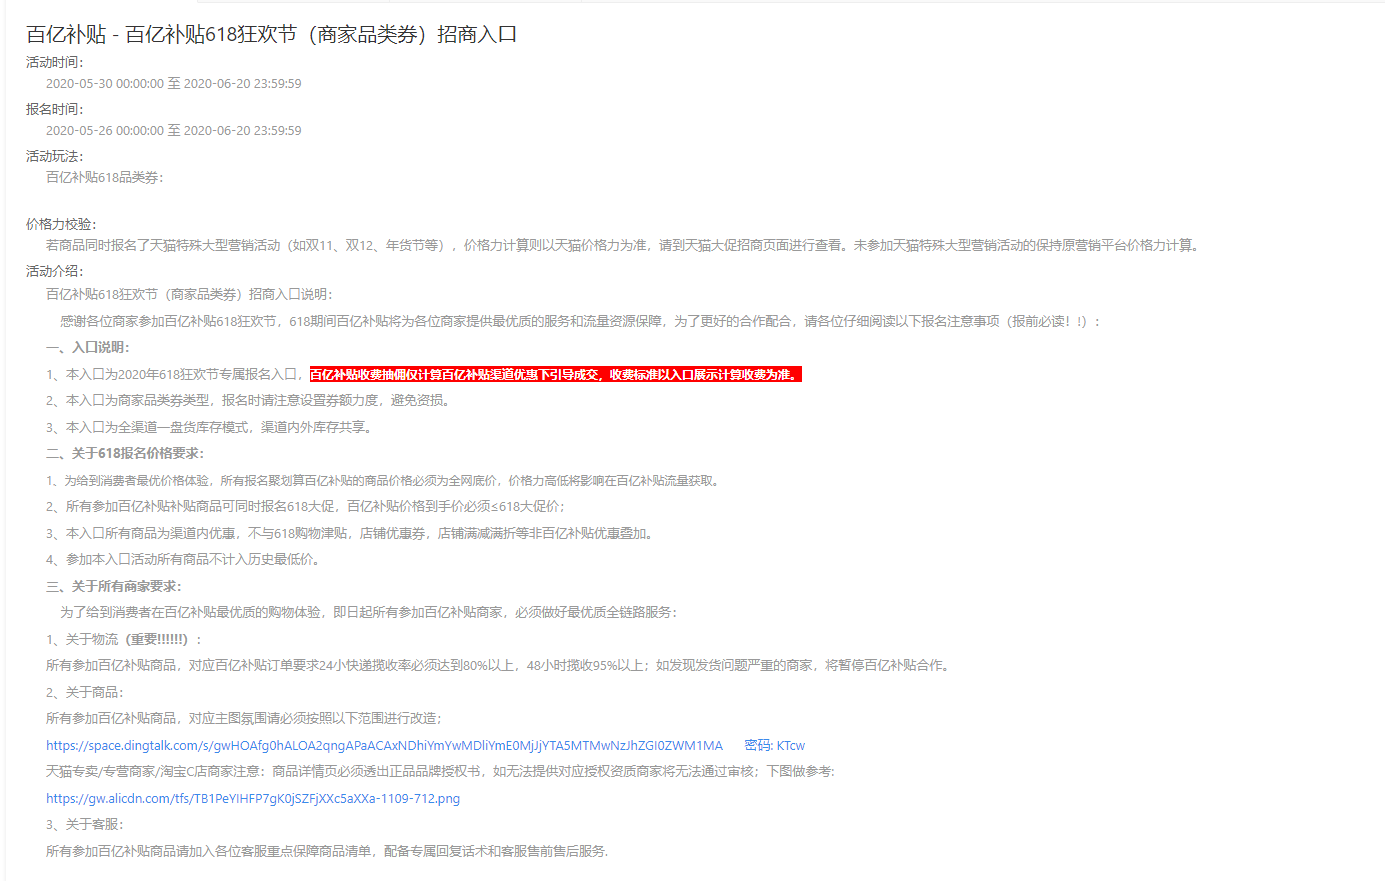 百亿补贴 - 百亿补贴618狂欢节（商家品类券）招商入口
活动时间：
2020-05-30 00:00:00 至 2020-06-20 23:59:59
报名时间：
2020-05-26 00:00:00 至 2020-06-20 23:59:59
活动玩法：
百亿补贴618品类券：
价格力校验：
若商品同时报名了天猫特殊大型营销活动（如双11、双12、年货节等），价格力计算则以天猫价格力为准，请到天猫大促招商页面进行查看。未参加天猫特殊大型营销活动的保持原营销平台价格力计算。
活动介绍：
百亿补贴618狂欢节（商家品类券）招商入口说明：
感谢各位商家参加百亿补贴618狂欢节，618期间百亿补贴将为各位商家提供最优质的服务和流量资源保障，为了更好的合作配合，请各位仔细阅读以下报名注意事项（报前必读！!）：
一、入口说明：
1、本入口为2020年618狂欢节专属报名入口，百亿补贴收费抽佣仅计算百亿补贴渠道优惠下引导成交，收费标准以入口展示计算收费为准。
2、本入口为商家品类券类型，报名时请注意设置券额力度，避免资损。
3、本入口为全渠道一盘货库存模式，渠道内外库存共享。
二、关于618报名价格要求：
1、为给到消费者最优价格体验，所有报名聚划算百亿补贴的商品价格必须为全网底价，价格力高低将影响在百亿补贴流量获取。
2、所有参加百亿补贴补贴商品可同时报名618大促，百亿补贴价格到手价必须≤618大促价；
3、本入口所有商品为渠道内优惠，不与618购物津贴，店铺优惠券，店铺满减满折等非百亿补贴优惠叠加。
4、参加本入口活动所有商品不计入历史最低价。
三、关于所有商家要求：
为了给到消费者在百亿补贴最优质的购物体验，即日起所有参加百亿补贴商家，必须做好最优质全链路服务：
1、关于物流（重要!!!!!!）：
所有参加百亿补贴商品，对应百亿补贴订单要求24小快递揽收率必须达到80%以上，48小时揽收95%以上；如发现发货问题严重的商家，将暂停百亿补贴合作。
2、关于商品：
所有参加百亿补贴商品，对应主图氛围请必须按照以下范围进行改造；
https://space.dingtalk.com/s/gwHOAfg0hALOA2qngAPaACAxNDhiYmYwMDliYmE0MjJjYTA5MTMwNzJhZGI0ZWM1MA 密码: KTcw
天猫专卖/专营商家/淘宝C店商家注意：商品详情页必须透出正品品牌授权书，如无法提供对应授权资质商家将无法通过审核；下图做参考:
https://gw.alicdn.com/tfs/TB1PeYIHFP7gK0jSZFjXXc5aXXa-1109-712.png
3、关于客服：
所有参加百亿补贴商品请加入各位客服重点保障商品清单，配备专属回复话术和客服售前售后服务.